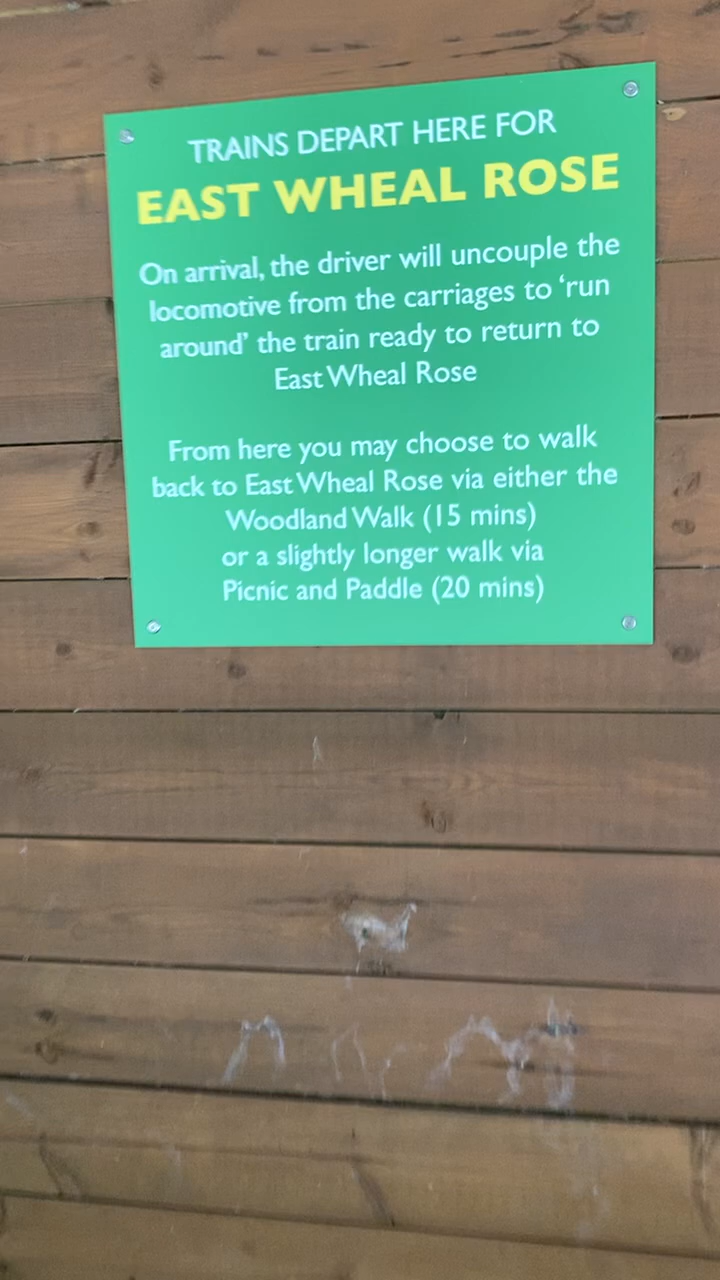 TRAINS DEPART HERE FOR
EAST WHEAL ROSE
On arrival, the driver will uncouple the
locomotive from the carriages to ‘run
around’ the train ready to return to
East Wheal Rose
From here you may choose to walk
back to East Wheal Rose via either the
Woodland Walk (15 mins)
or a slightly longer walk via
Picnic and Paddle (20 mins)